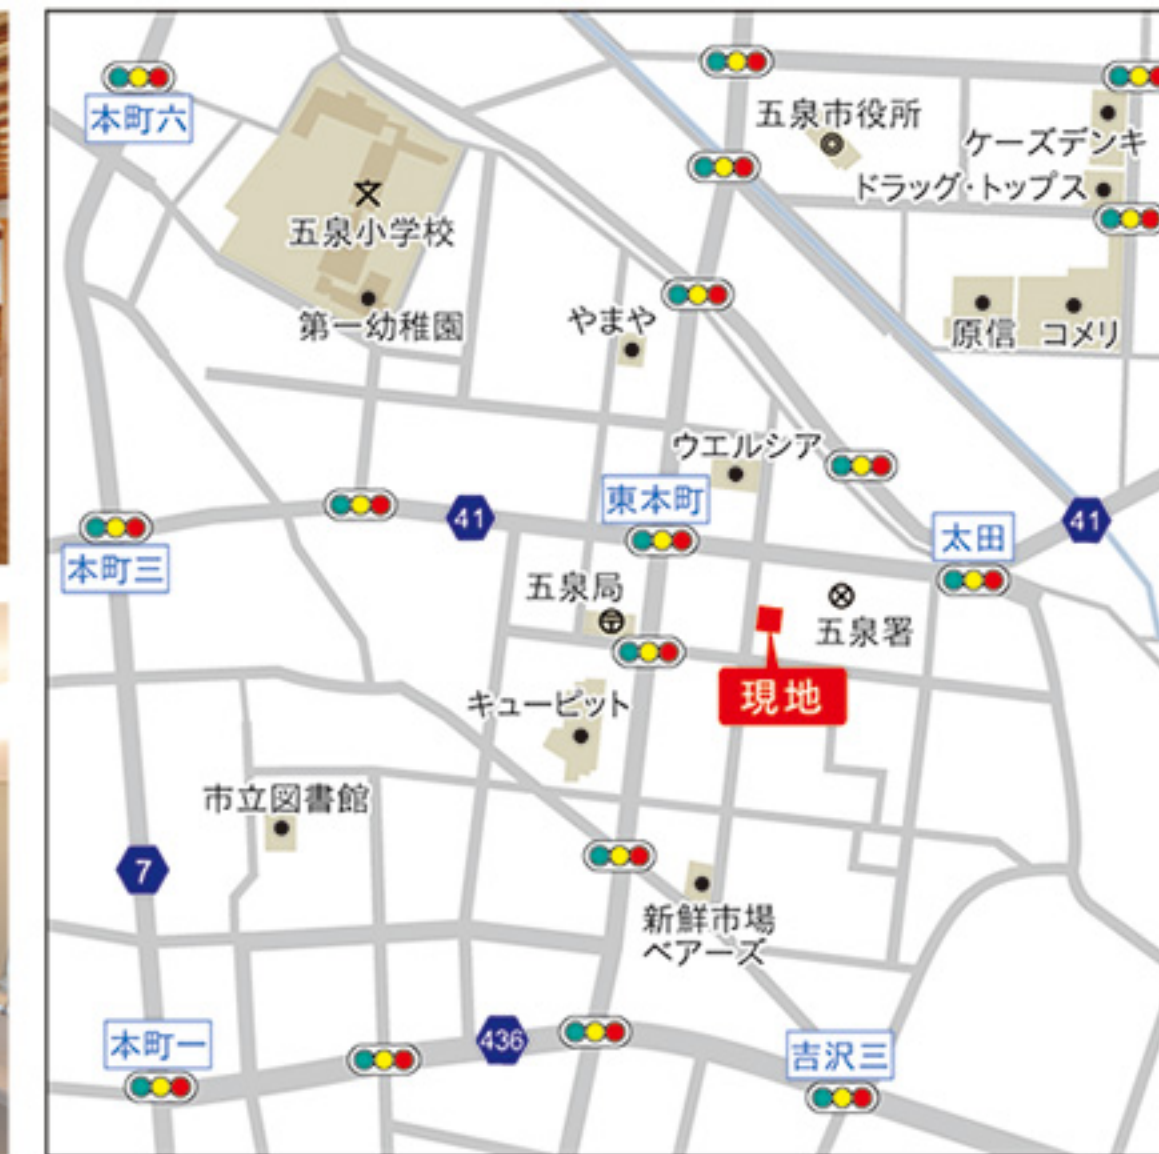 本町六
五泉市役所
ケーズデンキ
ドラッグ・トップス
五泉小学校
第一幼稚園
やまや
原信
コメリ
ウエルシア
東本町
41
41
太田
本町三
五泉局
五泉署
現地
キューピット
市立図書館
7
新鮮市場
ベアーズ
436
本町一
吉沢三